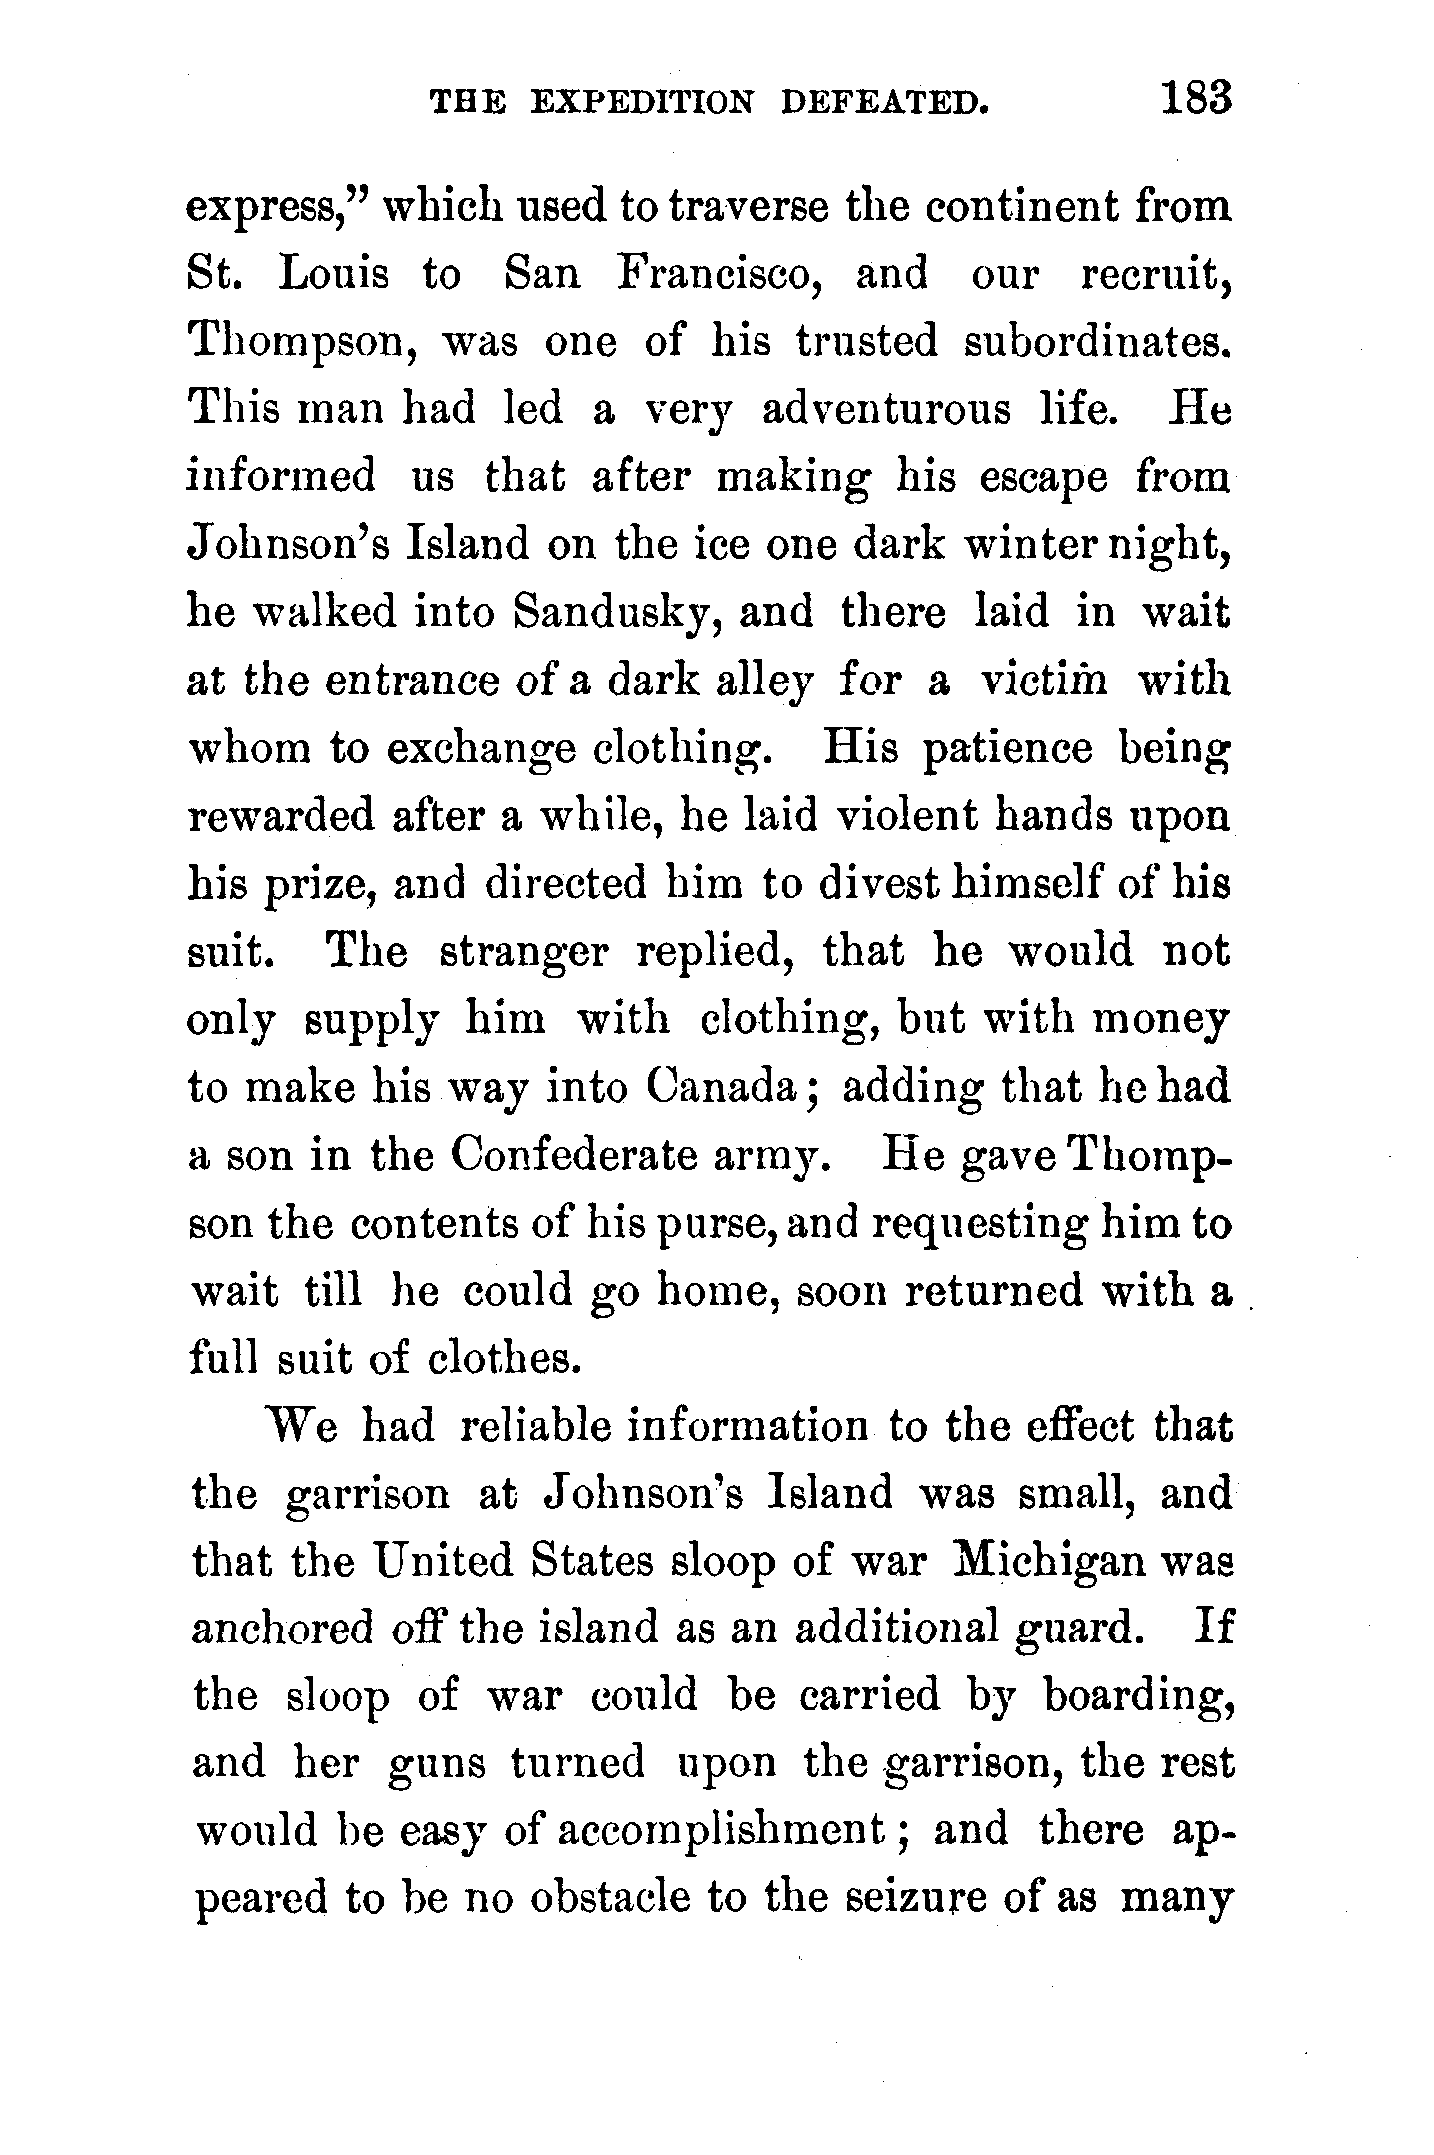 THE EXPEDITION DEFEATED. 183
express,” which used to traverse the continent from
St. Louis to San Francisco, and our recruit,
Thompson, was one of his trusted subordinates.
This man had led a very adventurous life. He
informed us that after making his escape from
Johnson’s Island on the ice one dark winter night,
he walked into Sandusky, and there laid in wait
at the entrance of a dark alley for a victim with
whom to exchange clothing. His patience being
rewarded after a while, he laid violent hands upon
his prize, and directed him to divest himself of his
suit. The stranger replied, that he would not
only supply him with clothing, but with money
to make his way into Canada; adding that he had
a son in the Confederate army. He gave Thomp-
son the contents of his purse, and requesting him to
wait till he could go home, soon returned with a
full suit of clothes.
We had reliable information to the effect that
the garrison at Johnson’s Island was small, and
that the United States sloop of war Michigan was
anchored off the island as an additional guard. If
the sloop of war could be carried by boarding,
and her guns turned upon the garrison, the rest
would be easy of accomplishment; and there ap-
peared to be no obstacle to the seizure of as many